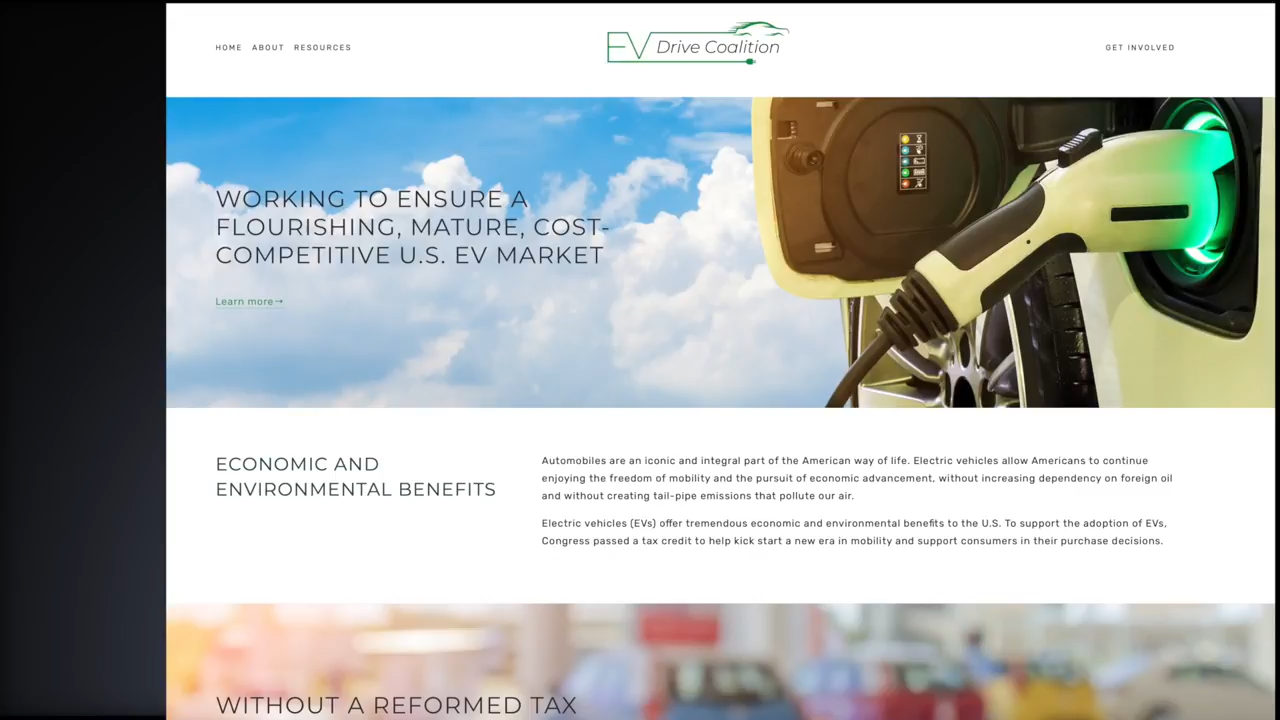 HOME ABOUT RESOURCES
EV Drive Coalition
GET INVOLVED
WORKING TO ENSURE A
FLOURISHING, MATURE, COST-
COMPETITIVE U.S. EV MARKET
Learn more→
ECONOMIC AND
ENVIRONMENTAL BENEFITS
Automobiles are an iconic and integral part of the American way of life. Electric vehicles allow Americans to continue
enjoying the freedom of mobility and the pursuit of economic advancement, without increasing dependency on foreign oil
and without creating tail-pipe emissions that pollute our air.
Electric vehicles (EVs) offer tremendous economic and environmental benefits to the U.S. To support the adoption of EVs,
Congress passed a tax credit to help kick start a new era in mobility and support consumers in their purchase decisions.
WITHOUT A REFORMED TAX